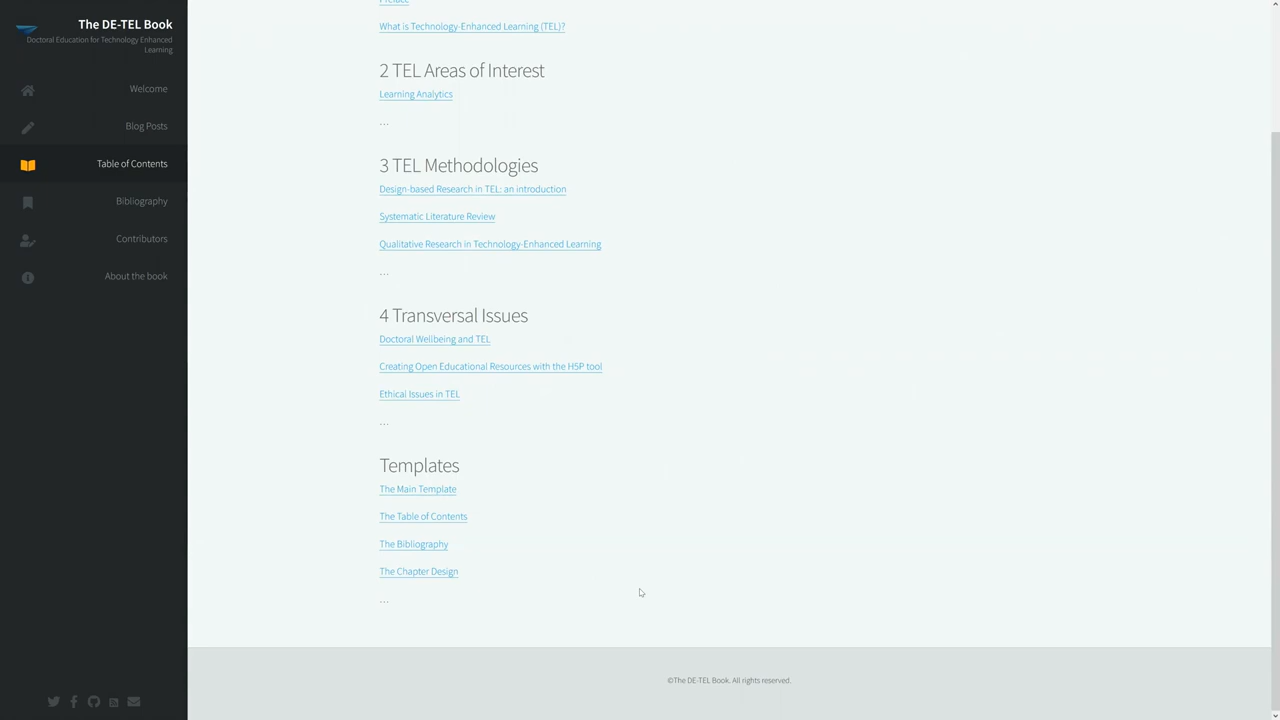 The DE-TEL Book
Doctoral Education for Technology Enhanced
Learning
Welcome
Blog Posts
Table of Contents
Bibliography
Contributors
About the book
Preface
What is Technology-Enhanced Learning (TEL)?
2 TEL Areas of Interest
Learning Analytics
...
3 TEL Methodologies
Design-based Research in TEL: an introduction
Systematic Literature Review
Qualitative Research in Technology-Enhanced Learning
...
4 Transversal Issues
Doctoral Wellbeing and TEL
Creating Open Educational Resources with the H5P tool
Ethical Issues in TEL
...
Templates
The Main Template
The Table of Contents
The Bibliography
The Chapter Design
...
©The DE-TEL Book. All rights reserved.